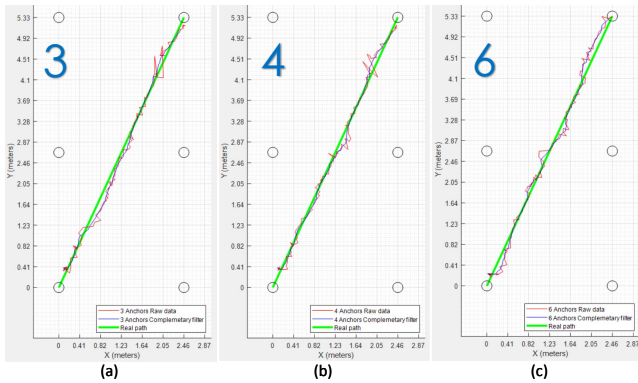 3
5.33
4.92
4.51
4.1
3.69
3.28
2.87
2.46
2.05
1.64
1.23
0.82
0.41
0
Y (meters)
0 0.41 0.82 1.23 1.64 2.05 2.46 2.87
X (meters)
3 Anchors Raw data
3 Anchors Complemetary filter
Real path
(a)
4
5.33
4.92
4.51
4.1
3.69
3.28
2.87
2.46
2.05
1.64
1.23
0.82
0.41
0
Y (meters)
0 0.41 0.82 1.23 1.64 2.05 2.46 2.87
X (meters)
4 Anchors Raw data
4 Anchors Complemetary filter
Real path
(b)
6
5.33
4.92
4.51
4.1
3.69
3.28
2.87
2.46
2.05
1.64
1.23
0.82
0.41
0
Y (meters)
0 0.41 0.82 1.23 1.64 2.05 2.46 2.87
X (meters)
6 Anchors Raw data
6 Anchors Complemetary filter
Real path
(c)